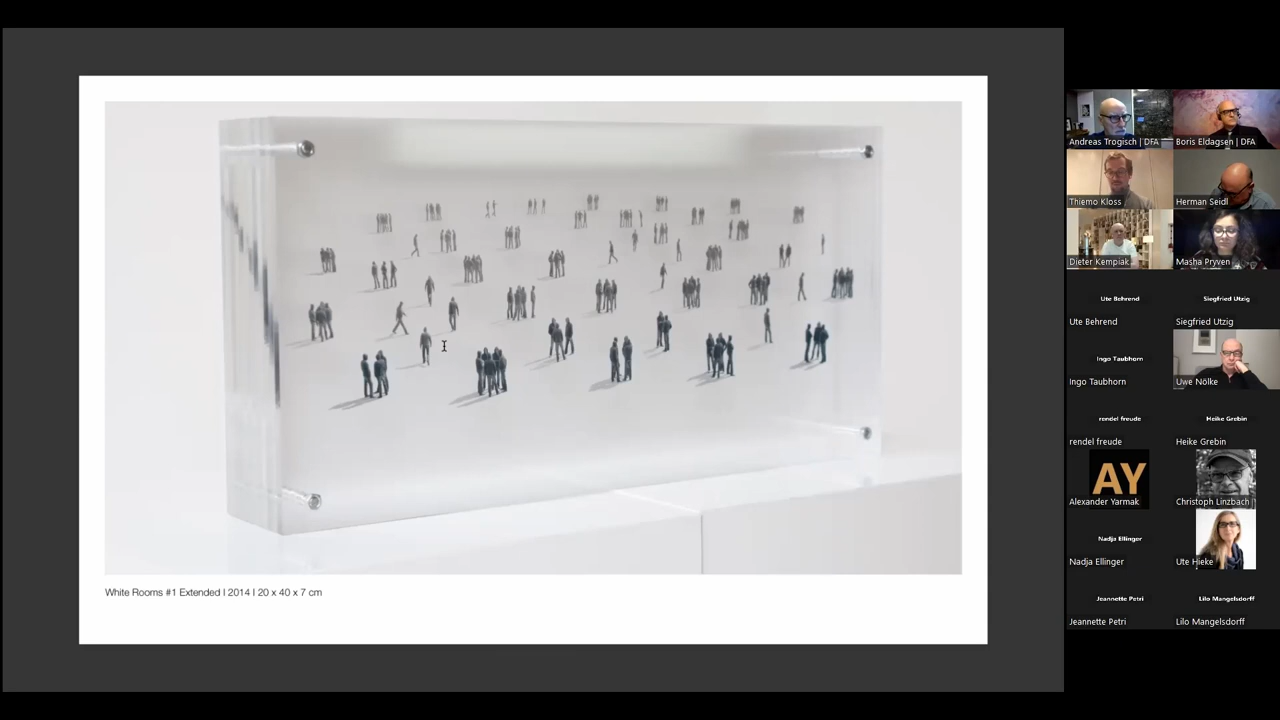 White Rooms #1 Extended I 2014 I 20 x 40 x 7 cm
Andreas Trogisch | DFA
Boris Eldagsen | DFA
Thiemo Kloss
Herman Seidl
Dieter Kempiak
Masha Pryven
Ute Behrend
Siegfried Utzig
Ute Behrend
Siegfried Utzig
Ingo Taubhorn
Ingo Taubhorn
Uwe Nölke
rendel freude
Heike Grebin
rendel freude
Heike Grebin
AY
Alexander Yarmak
Christoph Linzbach |
Nadja Ellinger
Nadja Ellinger
Ute Hieke
Jeannette Petri
Lilo Mangelsdorff
Jeannette Petri
Lilo Mangelsdorff